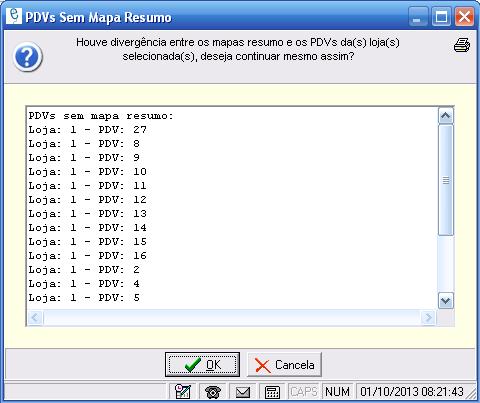 PDVs Sem Mapa Resumo
Houve divergência entre os mapas resumo e os PDVs da(s) loja(s)
selecionada(s), deseja continuar mesmo assim?
PDVs sem mapa resumo:
Loja: 1 - PDV: 27
Loja: 1 - PDV: 8
Loja: 1 - PDV: 9
Loja: 1 - PDV: 10
Loja: 1 - PDV: 11
Loja: 1 - PDV: 12
Loja: 1 - PDV: 13
Loja: 1 - PDV: 14
Loja: 1 - PDV: 15
Loja: 1 - PDV: 16
Loja: 1 - PDV: 2
Loja: 1 - PDV: 4
Loja: 1 - PDV: 5
OK Cancela
CAPS NUM 01/10/2013 08:21:43